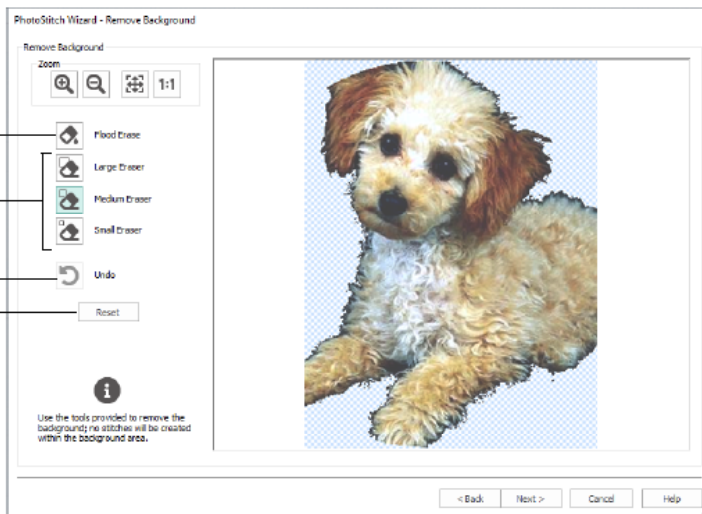 PhotoStitch Wizard - Remove Background
Remove Background
Zoom
1:1
Flood Erase
Large Eraser
Medium Eraser
Small Eraser
Undo
Reset
Use the tools provided to remove the
background; no stitches will be created
within the background area.
< Back
Next >
Cancel
Help